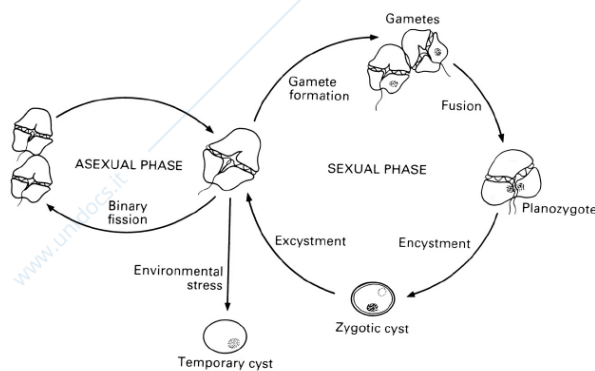 Gametes
Gamete
formation
Fusion
ASEXUAL PHASE
SEXUAL PHASE
Binary
fission
Planozygote
Excystment
Encystment
Environmental
stress
Zygotic cyst
Temporary cyst
www.unidocs.it